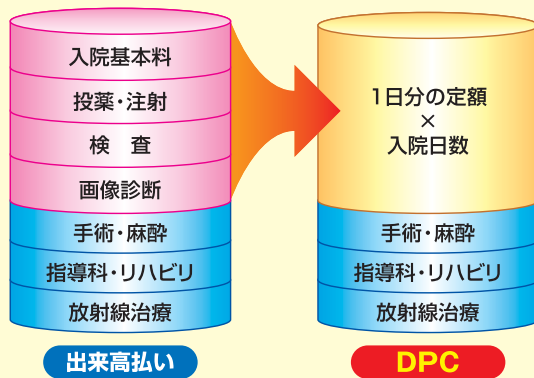 入院基本料
投薬・注射
検　査
画像診断
手術・麻酔
指導科・リハビリ
放射線治療
出来高払い
1日分の定額
×
入院日数
手術・麻酔
指導科・リハビリ
放射線治療
DPC